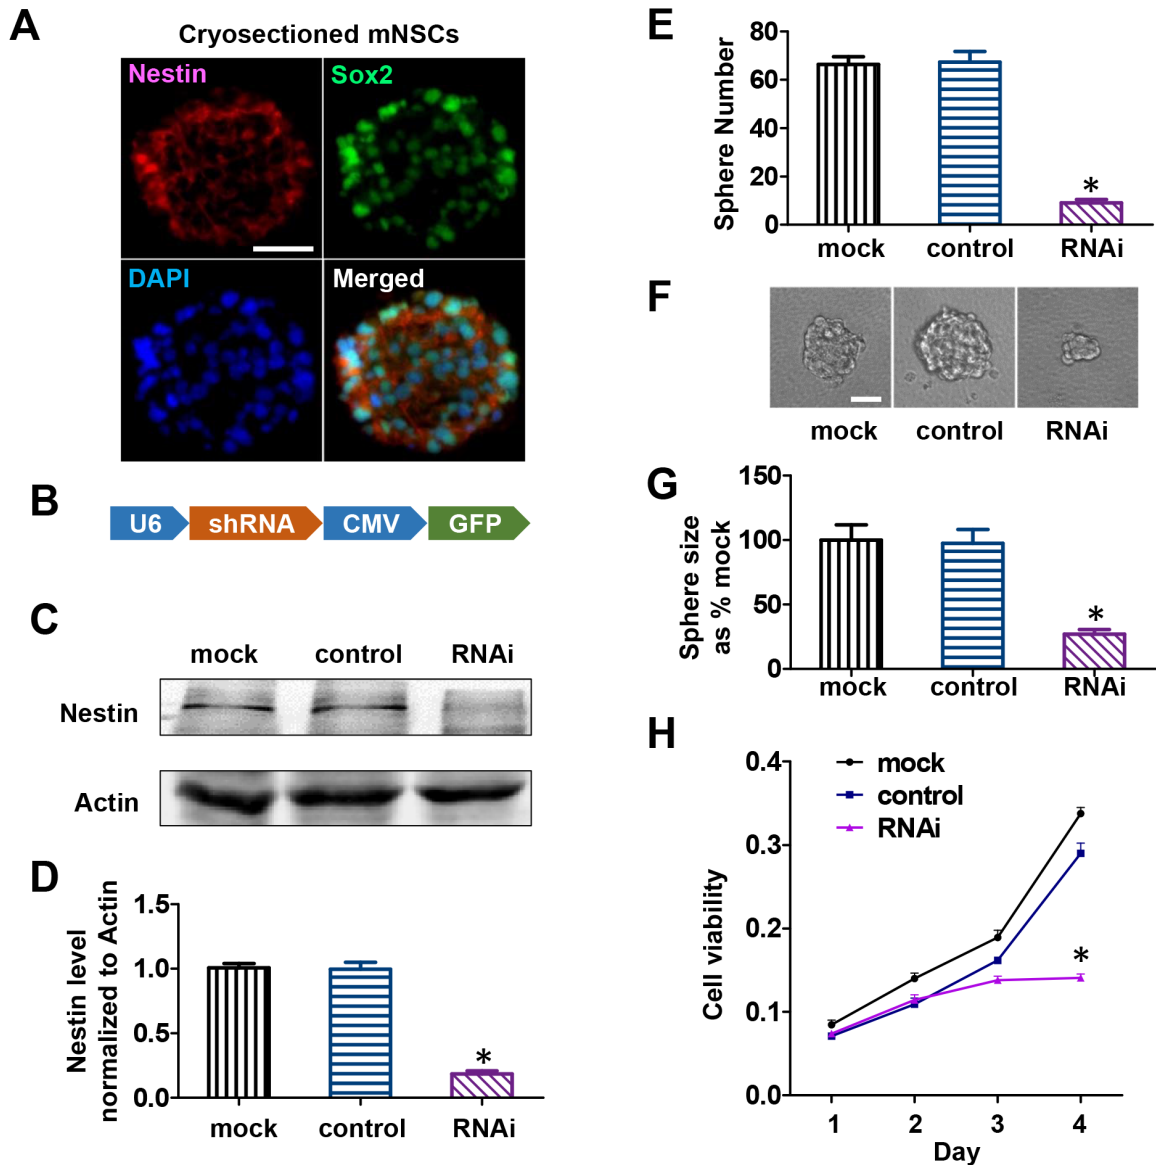 A
Cryosectioned mNSCs
Nestin
Sox2
DAPI
Merged
B
U6 shRNA CMV GFP
C
mock control RNAi
Nestin
Actin
D
Nestin level
normalized to Actin
1.5
1.0
0.5
0.0
*
mock control RNAi
E
Sphere Number
80
60
40
20
0
*
mock control RNAi
F
mock control RNAi
G
Sphere size
as % mock
150
100
50
0
*
mock control RNAi
H
Cell viability
0.4
0.3
0.2
0.1
0.0
mock
control
RNAi
*
1 2 3 4
Day